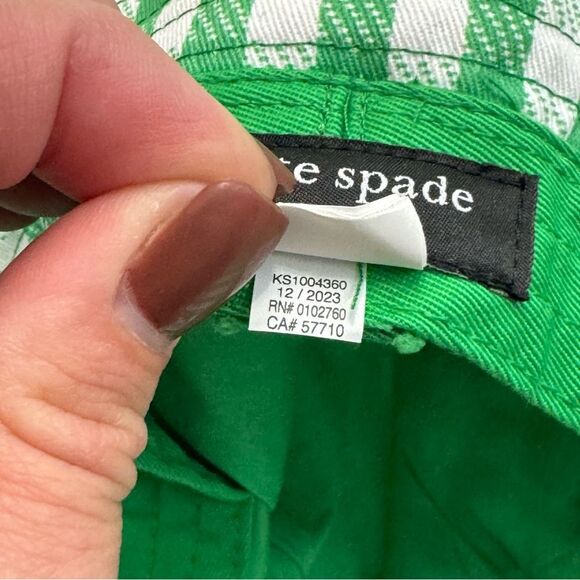 te spade
KS1004360
12 / 2023
RN# 0102760
CA# 57710